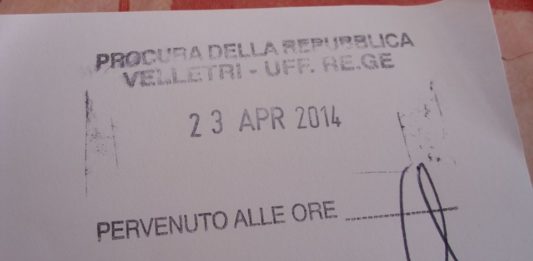 PROCURA DELLA REPUBBLICA
VELLETRI - UFF. RE.GE
23 APR 2014
PERVENUTO ALLE ORE